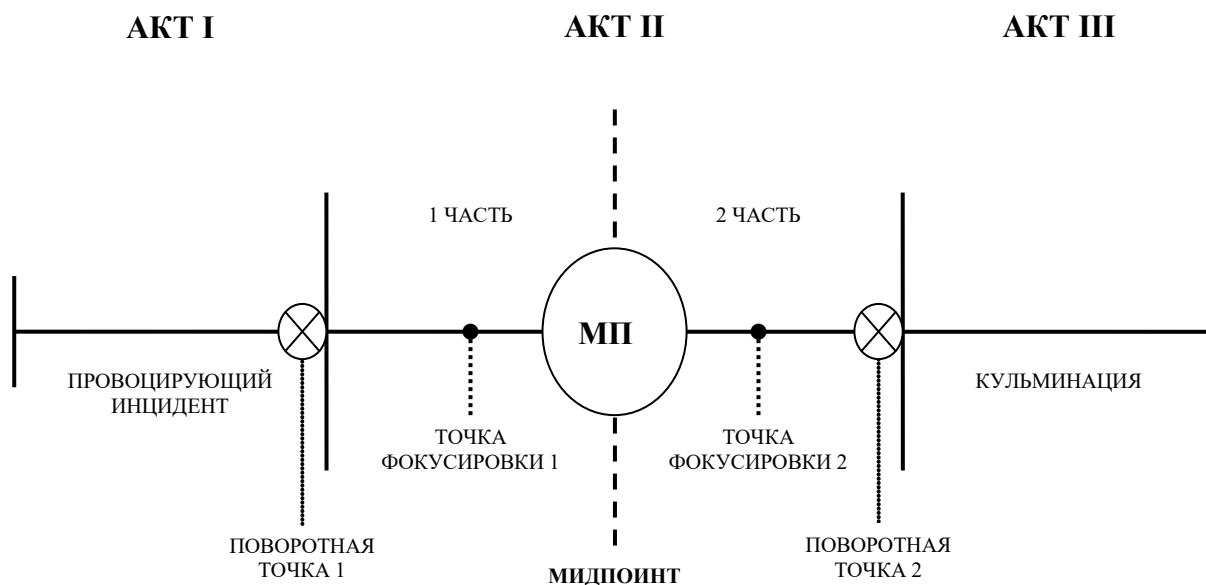 АКТ I
АКТ II
АКТ III
1 ЧАСТЬ
2 ЧАСТЬ
МП
ПРОВОЦИРУЮЩИЙ
ИНЦИДЕНТ
КУЛЬМИНАЦИЯ
ТОЧКА
ФОКУСИРОВКИ 1
ТОЧКА
ФОКУСИРОВКИ 2
ПОВОРОТНАЯ
ТОЧКА 1
МИДПОИНТ
ПОВОРОТНАЯ
ТОЧКА 2